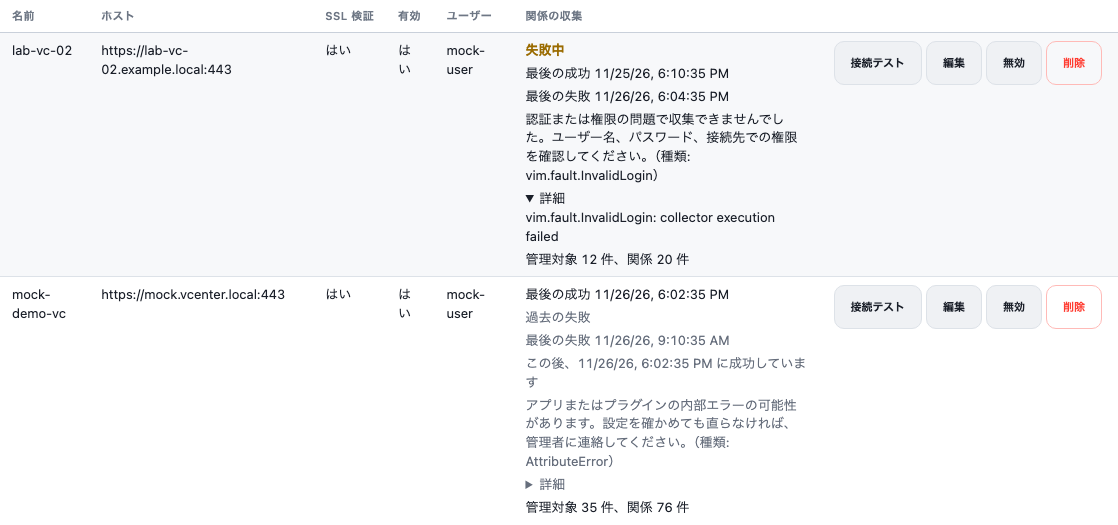 名前 ホスト SSL 検証 有効 ユーザー 関係の収集
lab-vc-02
https://lab-vc-
02.example.local:443
はい
は
い
mock-
user
失敗中
最後の成功 11/25/26, 6:10:35 PM
最後の失敗 11/26/26, 6:04:35 PM
認証または権限の問題で収集できませんでし
た。ユーザー名、パスワード、接続先での権限
を確認してください。（種類:
vim.fault.InvalidLogin）
▼ 詳細
vim.fault.InvalidLogin: collector execution
failed
管理対象 12 件、関係 20 件
接続テスト 編集 無効 削除
mock-
demo-vc
https://mock.vcenter.local:443
はい
は
い
mock-
user
最後の成功 11/26/26, 6:02:35 PM
過去の失敗
最後の失敗 11/26/26, 9:10:35 AM
この後、11/26/26, 6:02:35 PM に成功していま
す
アプリまたはプラグインの内部エラーの可能性
があります。設定を確かめても直らなければ、
管理者に連絡してください。（種類:
AttributeError）
▶ 詳細
管理対象 35 件、関係 76 件
接続テスト 編集 無効 削除